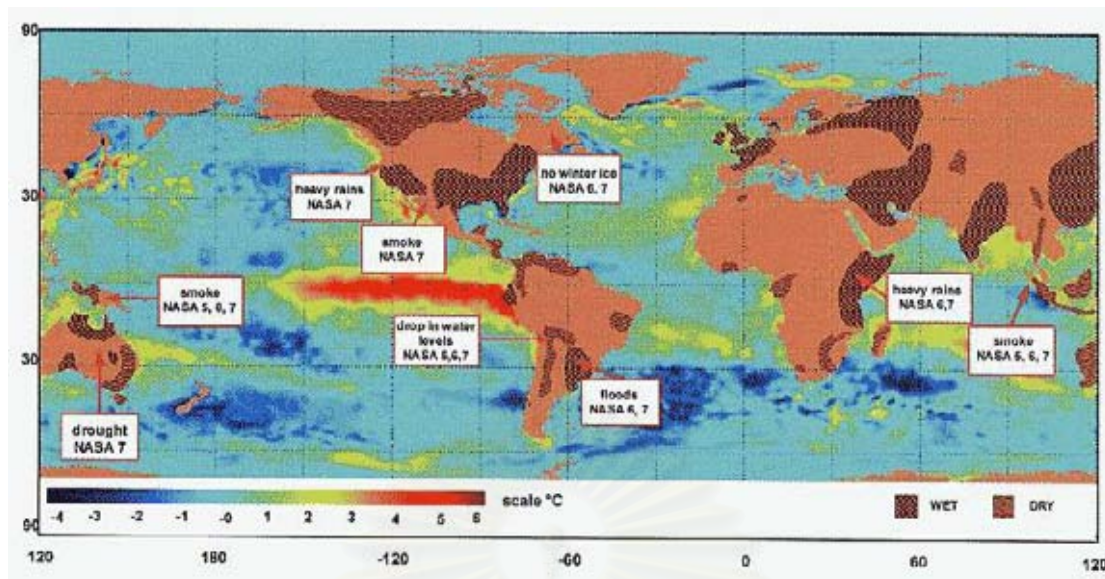 90
heavy rains
NASA 7
no winter ice
NASA 6, 7
30
smoke
NASA 7
smoke
NASA 5, 6, 7
heavy rains
NASA 6,7
drop in water
levels
NASA 5,6,7
smoke
NASA 5, 6, 7
30
floods
NASA 6, 7
drought
NASA 7
scale °C
-4 -3 -2 -1 -0 1 2 3 4 5 6
WET DRY
90
120 180 -120 -60 0 60 120